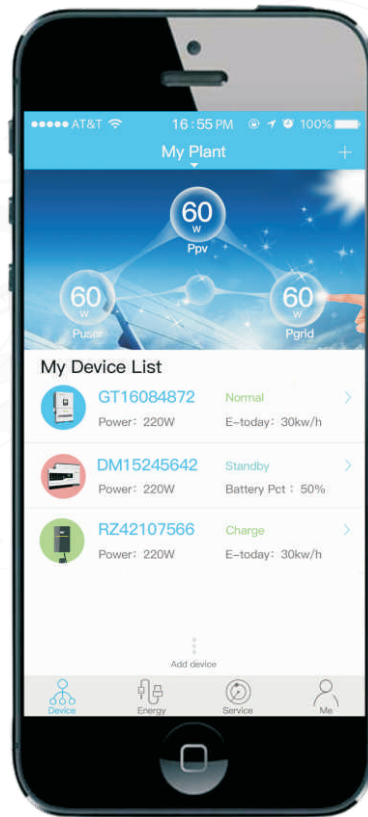 AT&T 16:55 PM 100%
My Plant +
60
W
Ppv
60 60
W W
Puser Pgrid
My Device List
GT16084872 Normal
Power: 220W E-today: 30kw/h
DM15245642 Standby
Power: 220W Battery Pct : 50%
RZ42107566 Charge
Power: 220W E-today: 30kw/h
Add device
Device Energy Service Me